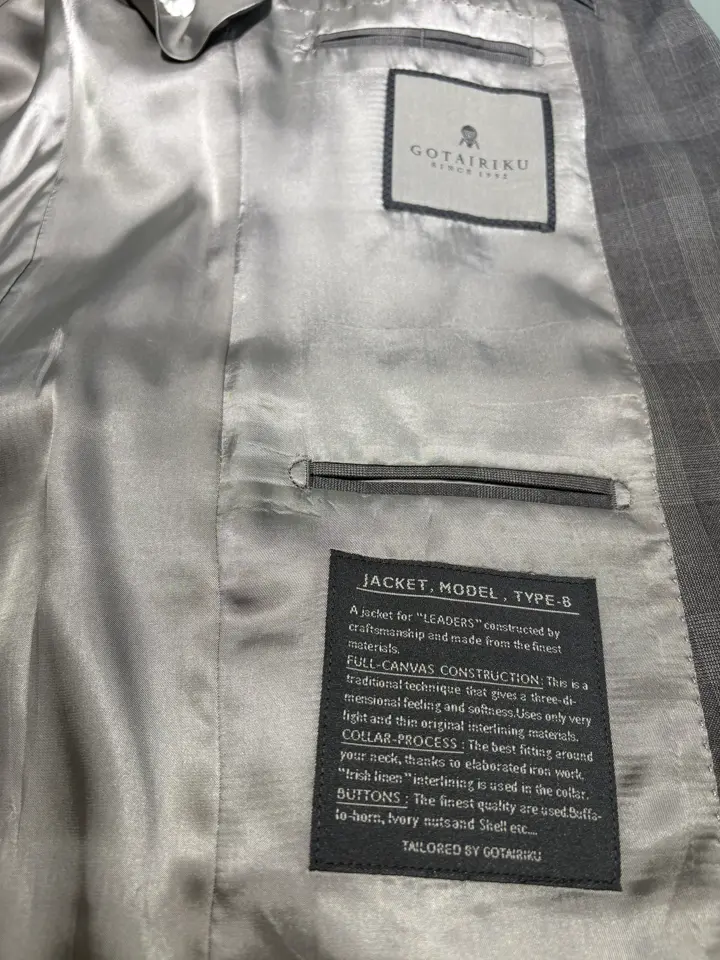 GOTAIRIKU
SINCE 1992
JACKET, MODEL, TYPE-B
A jacket for "LEADERS" constructed by
craftsmanship and made from the finest
materials.
FULL-CANVAS CONSTRUCTION: This is a
traditional technique that gives a three-di-
mensional feeling and softness.Uses only very
light and thin original interlining materials.
COLLAR-PROCESS : The best fitting around
your neck, thanks to elaborated iron work.
"Irish linen" interlining is used in the collar.
BUTTONS : The finest quality are used.Buffa-
lo-horn, Ivory nuts and Shell etc....
TAILORED BY GOTAIRIKU